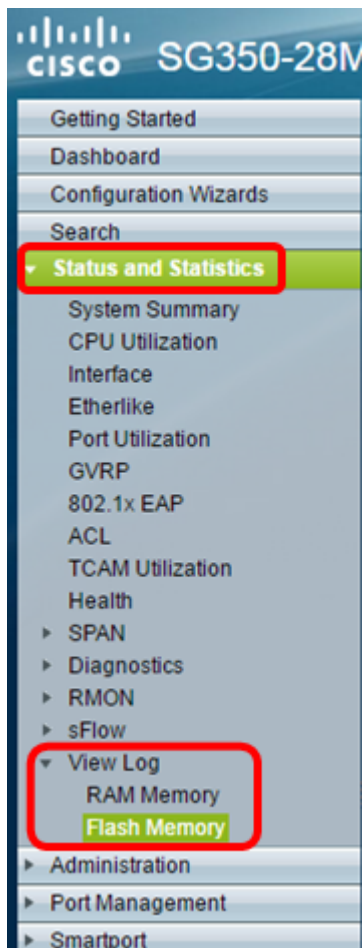 cisco SG350-28M
Getting Started
Dashboard
Configuration Wizards
Search
Status and Statistics
System Summary
CPU Utilization
Interface
Etherlike
Port Utilization
GVRP
802.1x EAP
ACL
TCAM Utilization
Health
SPAN
Diagnostics
RMON
sFlow
View Log
RAM Memory
Flash Memory
Administration
Port Management
Smartport